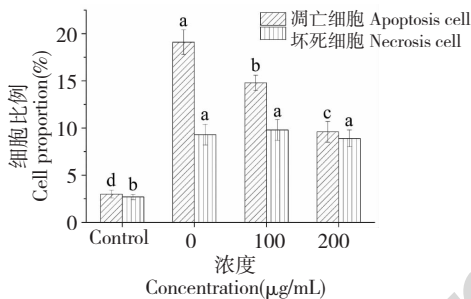 凋亡细胞 Apoptosis cell
坏死细胞 Necrosis cell
细胞比例
Cell proportion(%)
20
15
10
5
0
d
b
a
a
b
a
c
a
Control
0
100
200
浓度
Concentration(μg/mL)